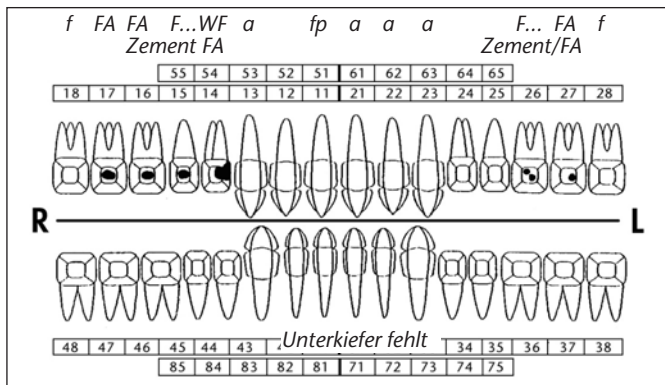 f FA FA F... WF a fp a a a F... FA f
Zement FA Zement/FA
55 54 53 52 51 61 62 63 64 65
18 17 16 15 14 13 12 11 21 22 23 24 25 26 27 28
R L
Unterkiefer fehlt
48 47 46 45 44 43 34 35 36 37 38
85 84 83 82 81 71 72 73 74 75